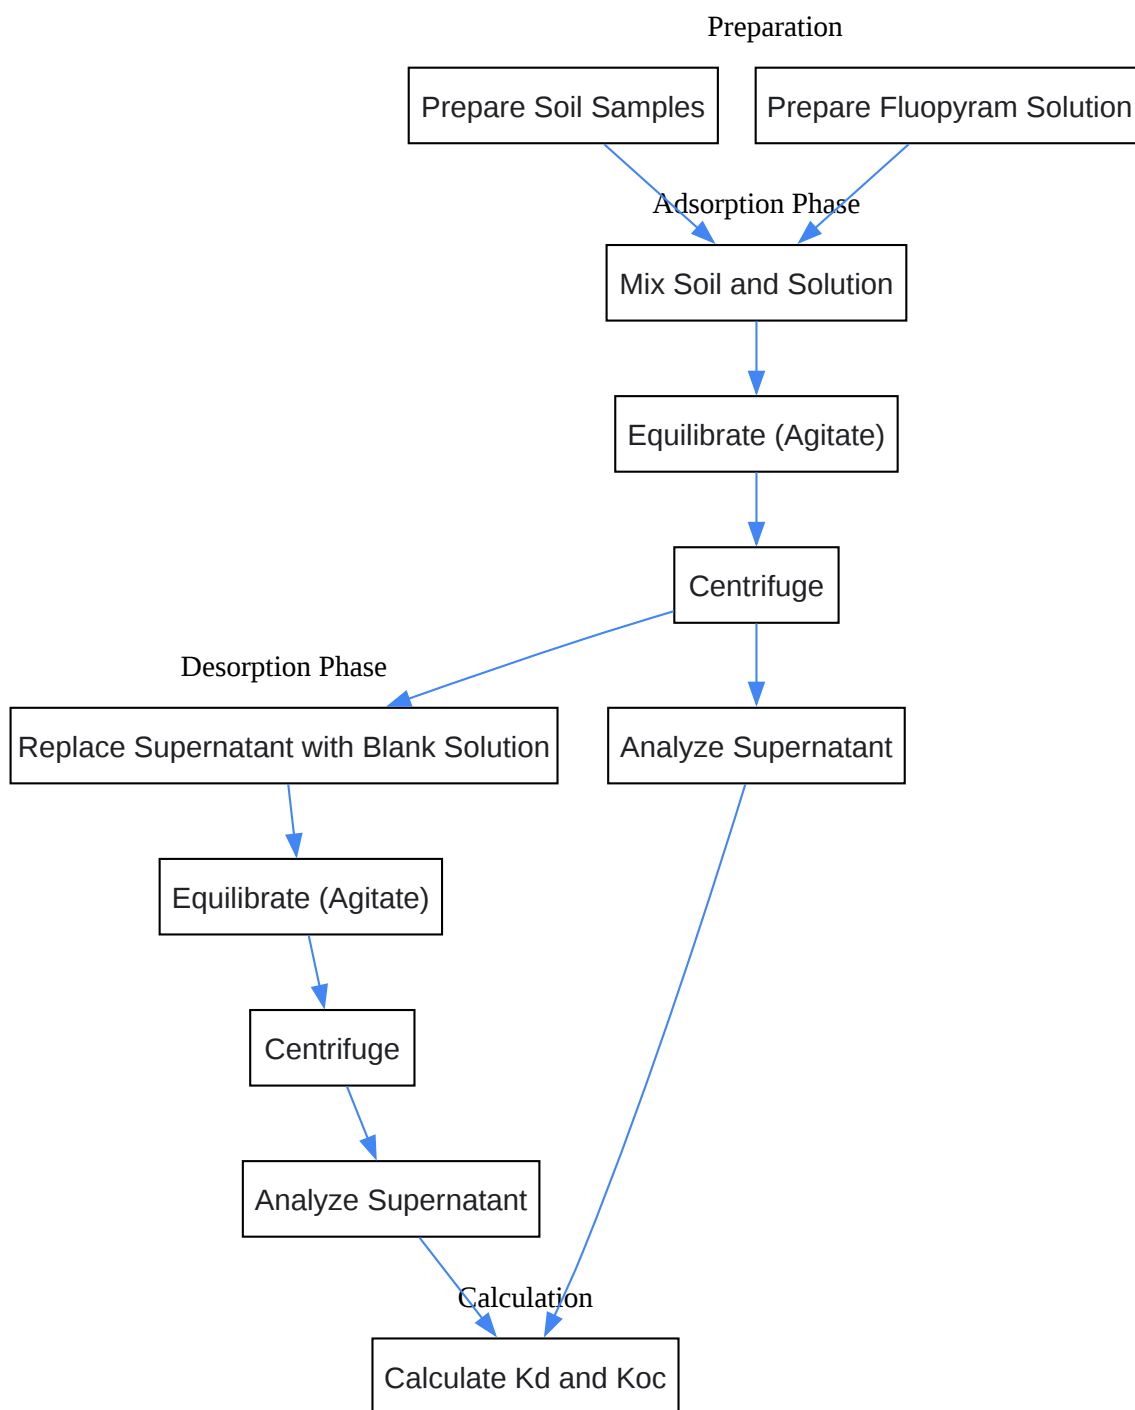 Preparation
Prepare Soil Samples
Prepare Fluopyram Solution
Adsorption Phase
Mix Soil and Solution
Equilibrate (Agitate)
Centrifuge
Desorption Phase
Replace Supernatant with Blank Solution
Analyze Supernatant
Equilibrate (Agitate)
Centrifuge
Analyze Supernatant
Calculation
Calculate Kd and Koc